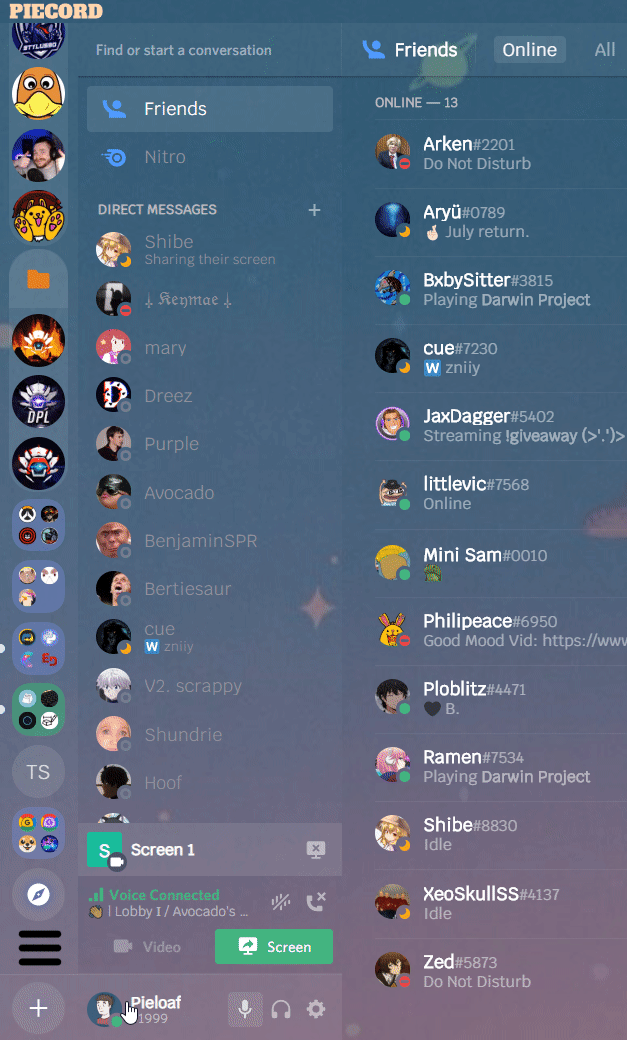 PIECORD
STYLUSBO
Find or start a conversation
Friends
Online
All
Friends
Nitro
DIRECT MESSAGES
Shibe
Sharing their screen
⸸ 𝔎𝔢𝔶𝔪𝔞𝔢 ⸸
mary
Dreez
Purple
Avocado
BenjaminSPR
Bertiesaur
cue
W zniiy
V2. scrappy
Shundrie
Hoof
DPL
TS
ONLINE — 13
Arken#2201
Do Not Disturb
Aryü#0789
🤞🏻 July return.
BxbySitter#3815
Playing Darwin Project
cue#7230
W zniiy
JaxDagger#5402
Streaming !giveaway (>'.')>
littlevic#7568
Online
Mini Sam#0010
Philipeace#6950
Good Mood Vid: https://www
Ploblitz#4471
🖤 B.
Ramen#7534
Playing Darwin Project
Shibe#8830
Idle
XeoSkullSS#4137
Idle
Zed#5873
Do Not Disturb
S Screen 1
Voice Connected
👋 | Lobby I / Avocado's ...
Video
Screen
Pieloaf
1999